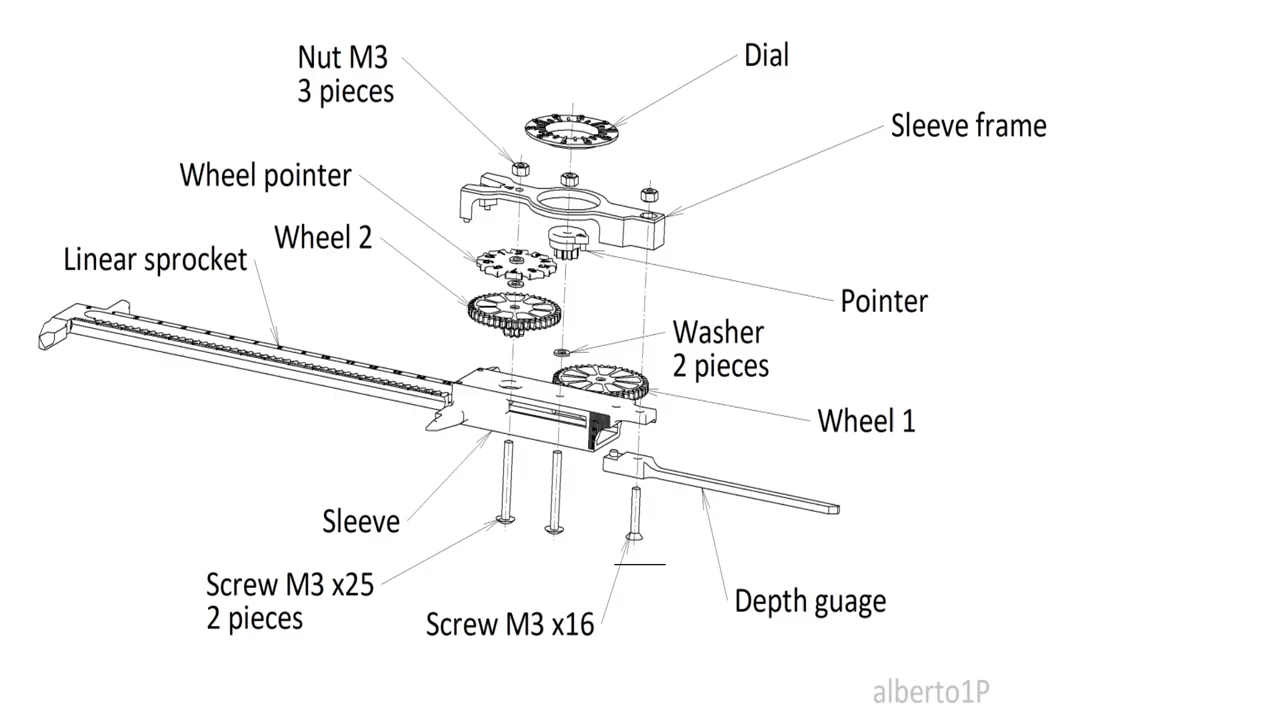 Nut M3
3 pieces
Dial
Sleeve frame
Wheel pointer
Wheel 2
Linear sprocket
Pointer
Washer
2 pieces
Wheel 1
Sleeve
Screw M3 x25
2 pieces
Screw M3 x16
Depth guage
alberto1P